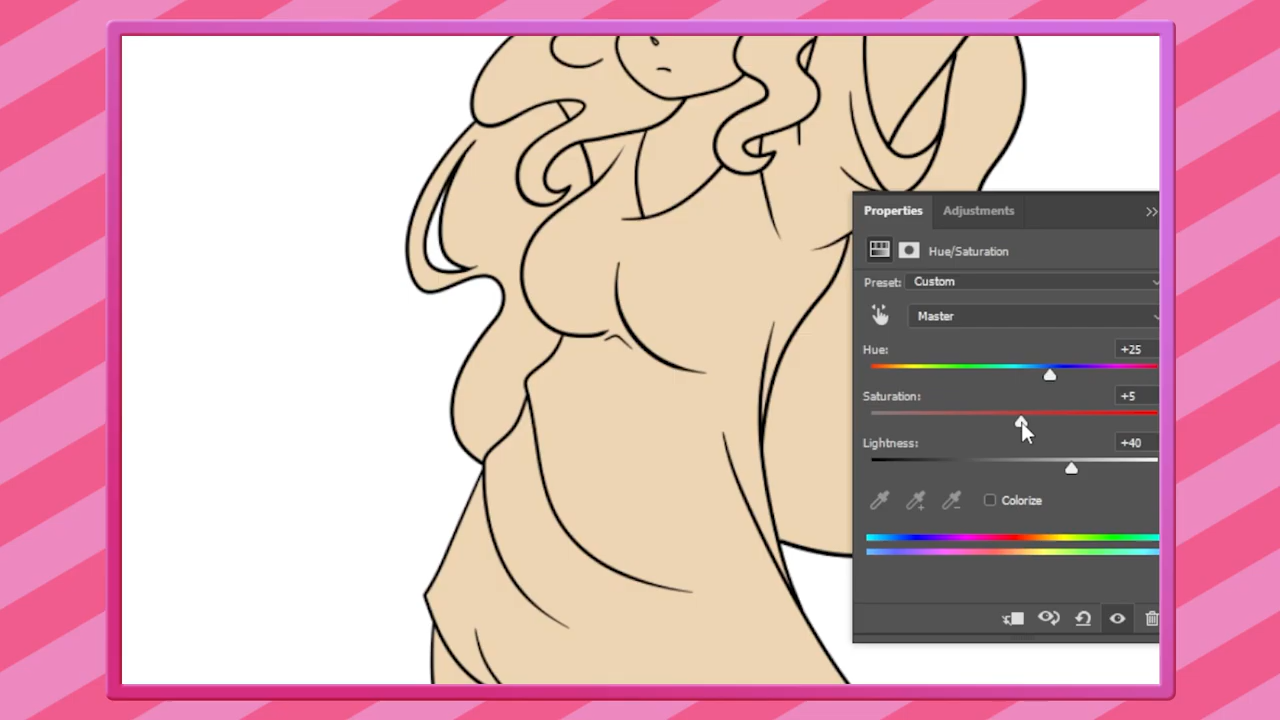 Properties
Adjustments
Hue/Saturation
Preset: Custom
Master
Hue: +25
Saturation: +5
Lightness: +40
Colorize